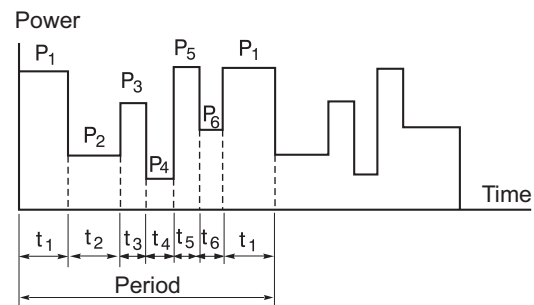 Power
P₁ P₂ P₃ P₄ P₅ P₆ P₁
Time
t₁ t₂ t₃ t₄ t₅ t₆ t₁
Period